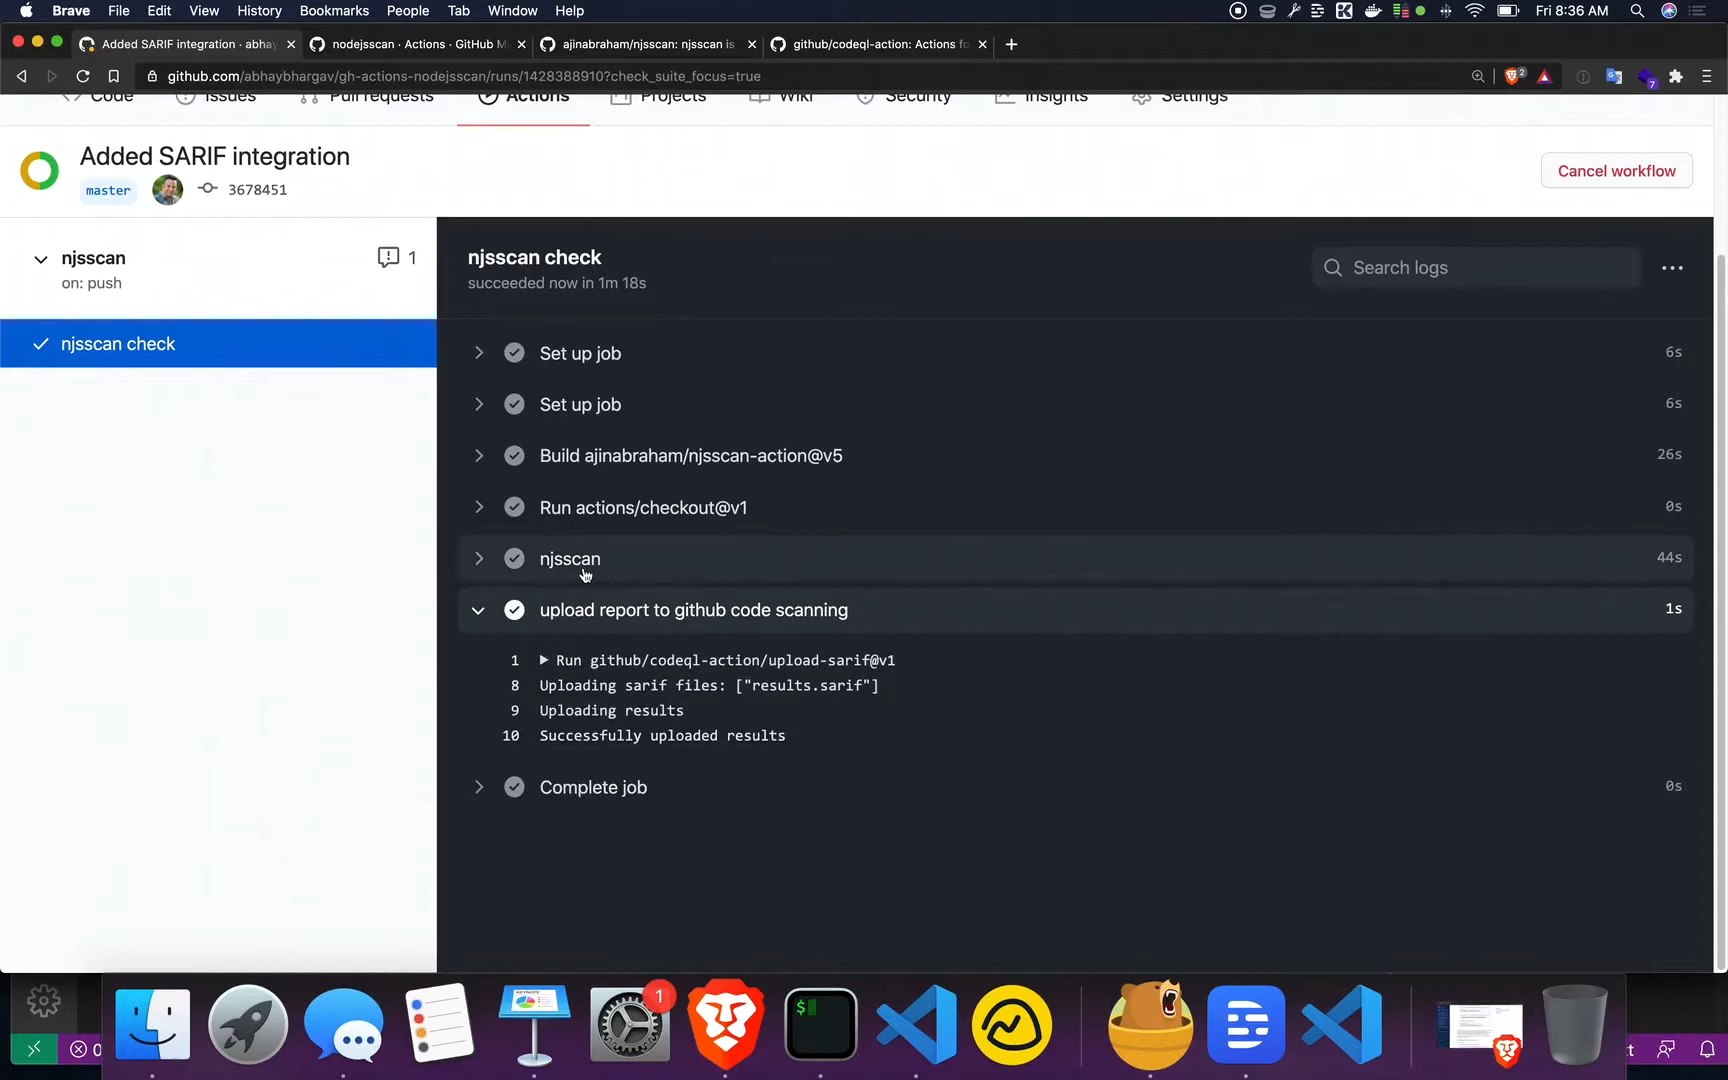 Brave File Edit View History Bookmarks People Tab Window Help
Fri 8:36 AM
Added SARIF integration · abhay
nodejsscan · Actions · GitHub M
ajinabraham/njsscan: njsscan is
github/codeql-action: Actions fo
github.com/abhaybhargav/gh-actions-nodejsscan/runs/1428388910?check_suite_focus=true
2
7
Code Issues Pull requests Actions Projects Wiki Security Insights Settings
Added SARIF integration
master 3678451
Cancel workflow
njsscan 1
on: push
njsscan check
njsscan check
succeeded now in 1m 18s
Search logs
Set up job 6s
Set up job 6s
Build ajinabraham/njsscan-action@v5 26s
Run actions/checkout@v1 0s
njsscan 44s
upload report to github code scanning 1s
1 Run github/codeql-action/upload-sarif@v1
8 Uploading sarif files: ["results.sarif"]
9 Uploading results
10 Successfully uploaded results
Complete job 0s
KEYNOTE
1
$
0
t